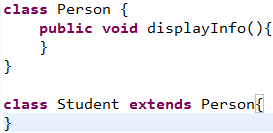 class Person {
    public void displayInfo(){
    }
}

class Student extends Person{
}